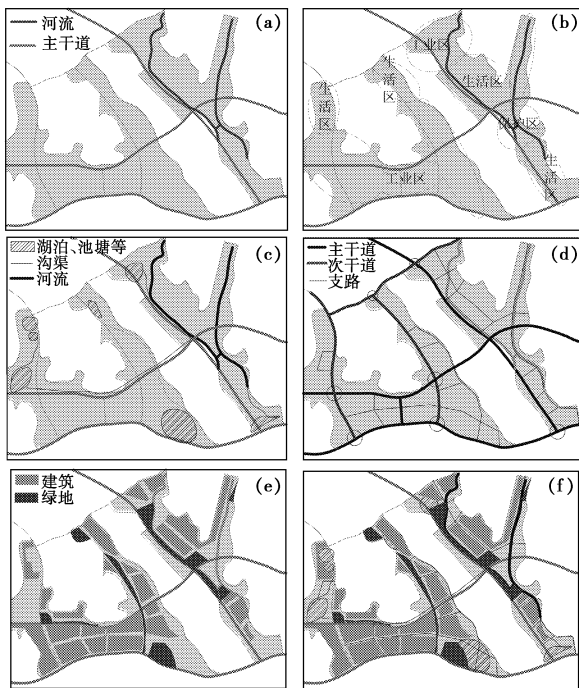 (a)
河流
主干道
(b)
工业区
生活区
生活区
生活区
保护区
生活区
工业区
(c)
湖泊、池塘等
沟渠
河流
(d)
主干道
次干道
支路
(e)
建筑
绿地
(f)